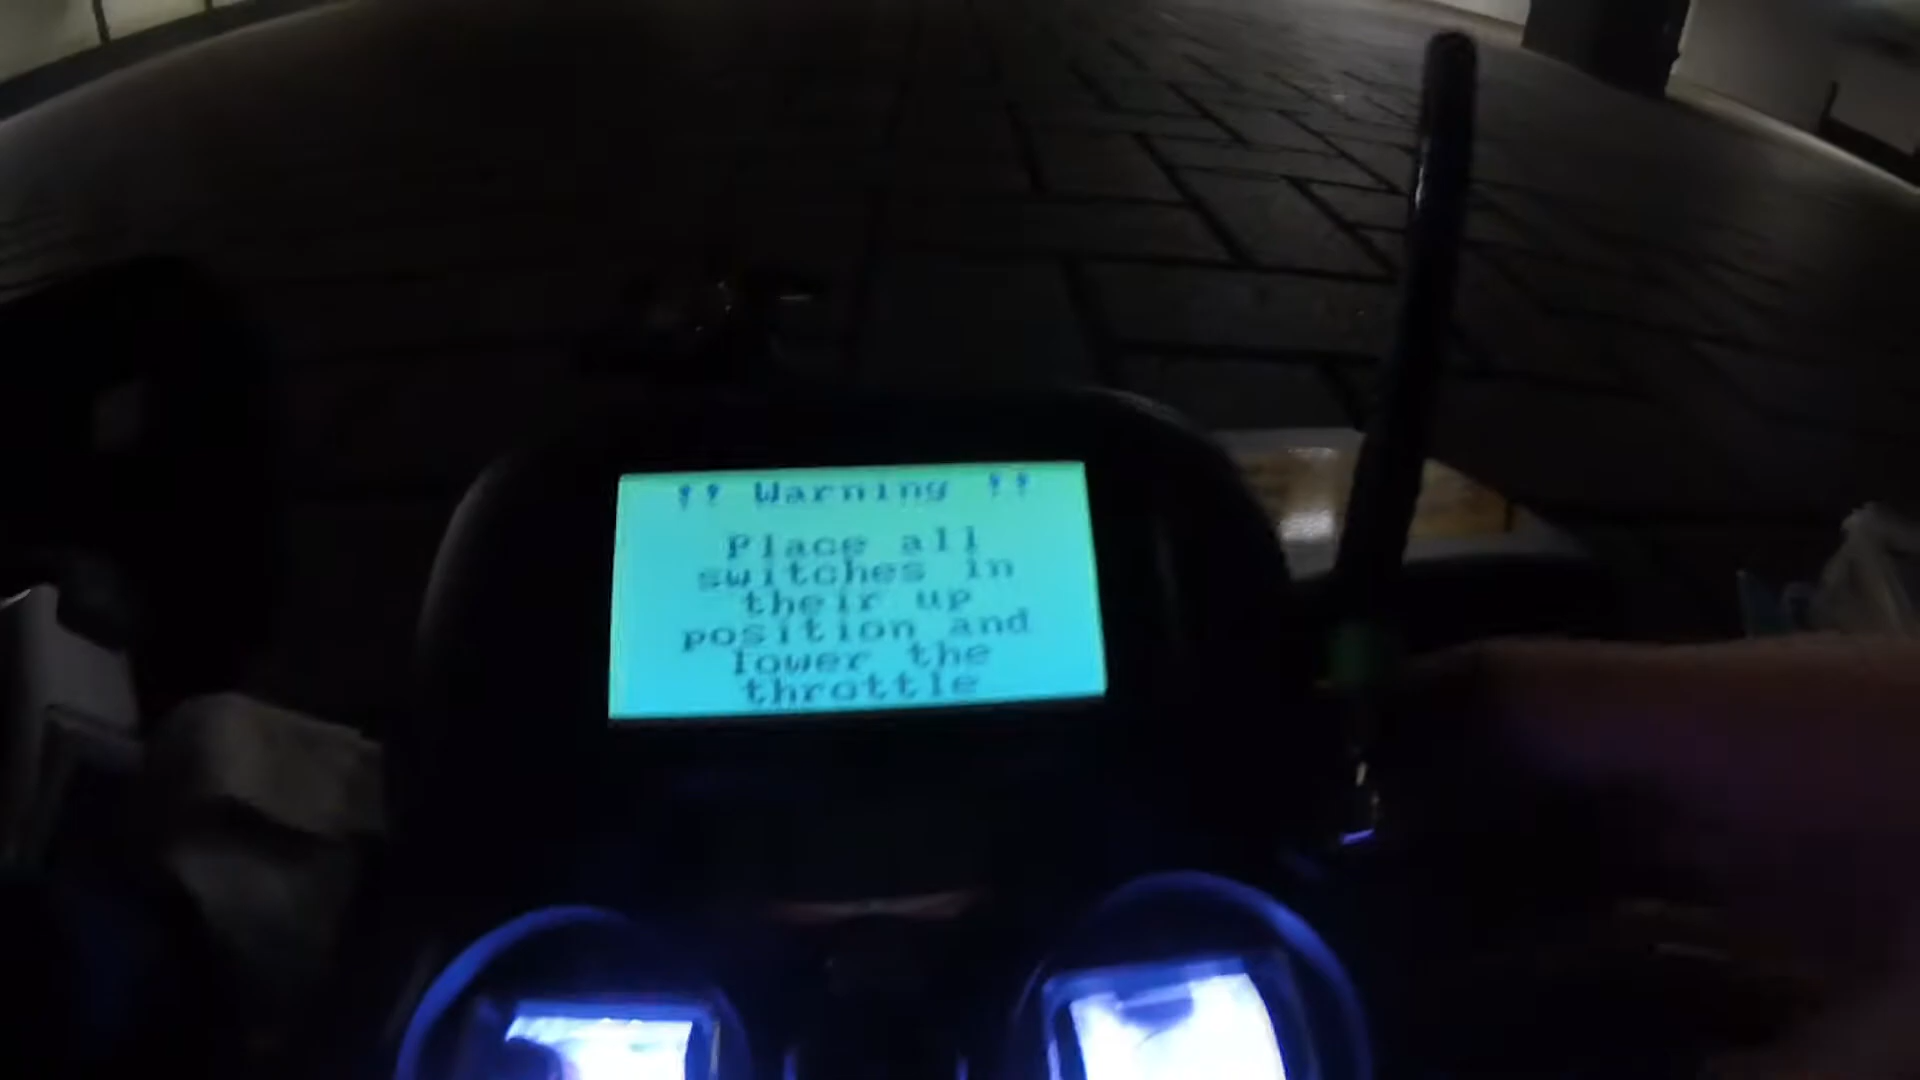 !! Warning !!
Place all
switches in
their up
position and
lower the
throttle